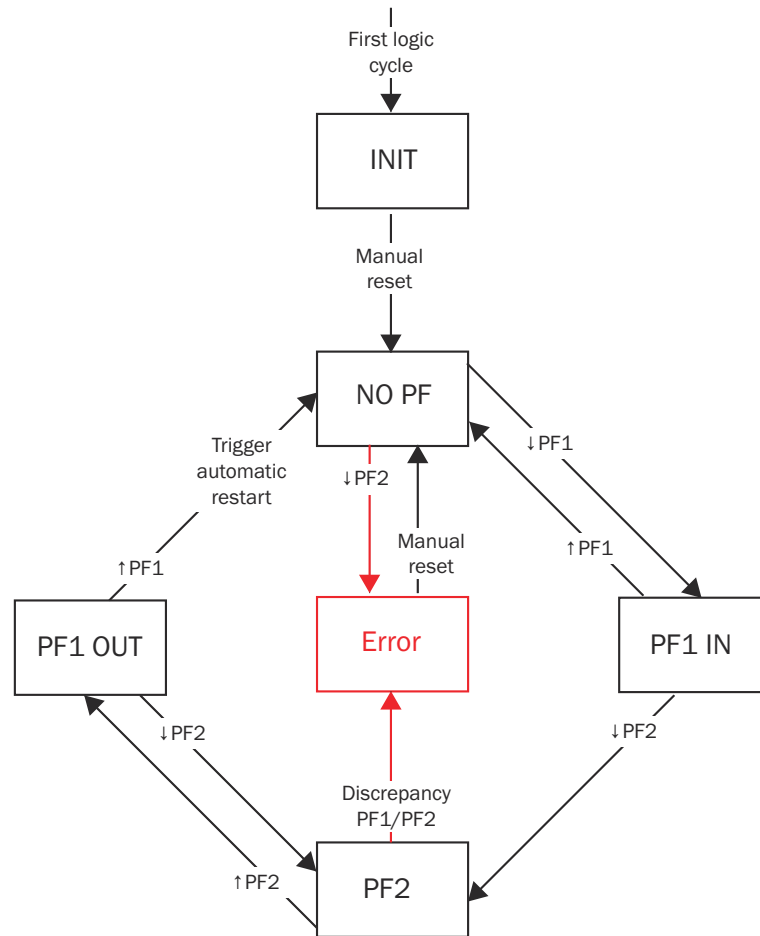 First logic
cycle
INIT
Manual
reset
NO PF
↓PF1
Trigger
automatic
restart
↓PF2
Manual
reset
↑PF1
↑PF1
PF1 OUT
Error
PF1 IN
↓PF2
↓PF2
Discrepancy
PF1/PF2
↑PF2
PF2